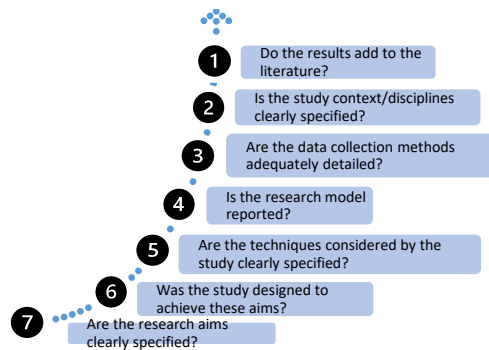 1 Do the results add to the
literature?
2 Is the study context/disciplines
clearly specified?
3 Are the data collection methods
adequately detailed?
4 Is the research model
reported?
5 Are the techniques considered by the
study clearly specified?
6 Was the study designed to
achieve these aims?
7 Are the research aims
clearly specified?